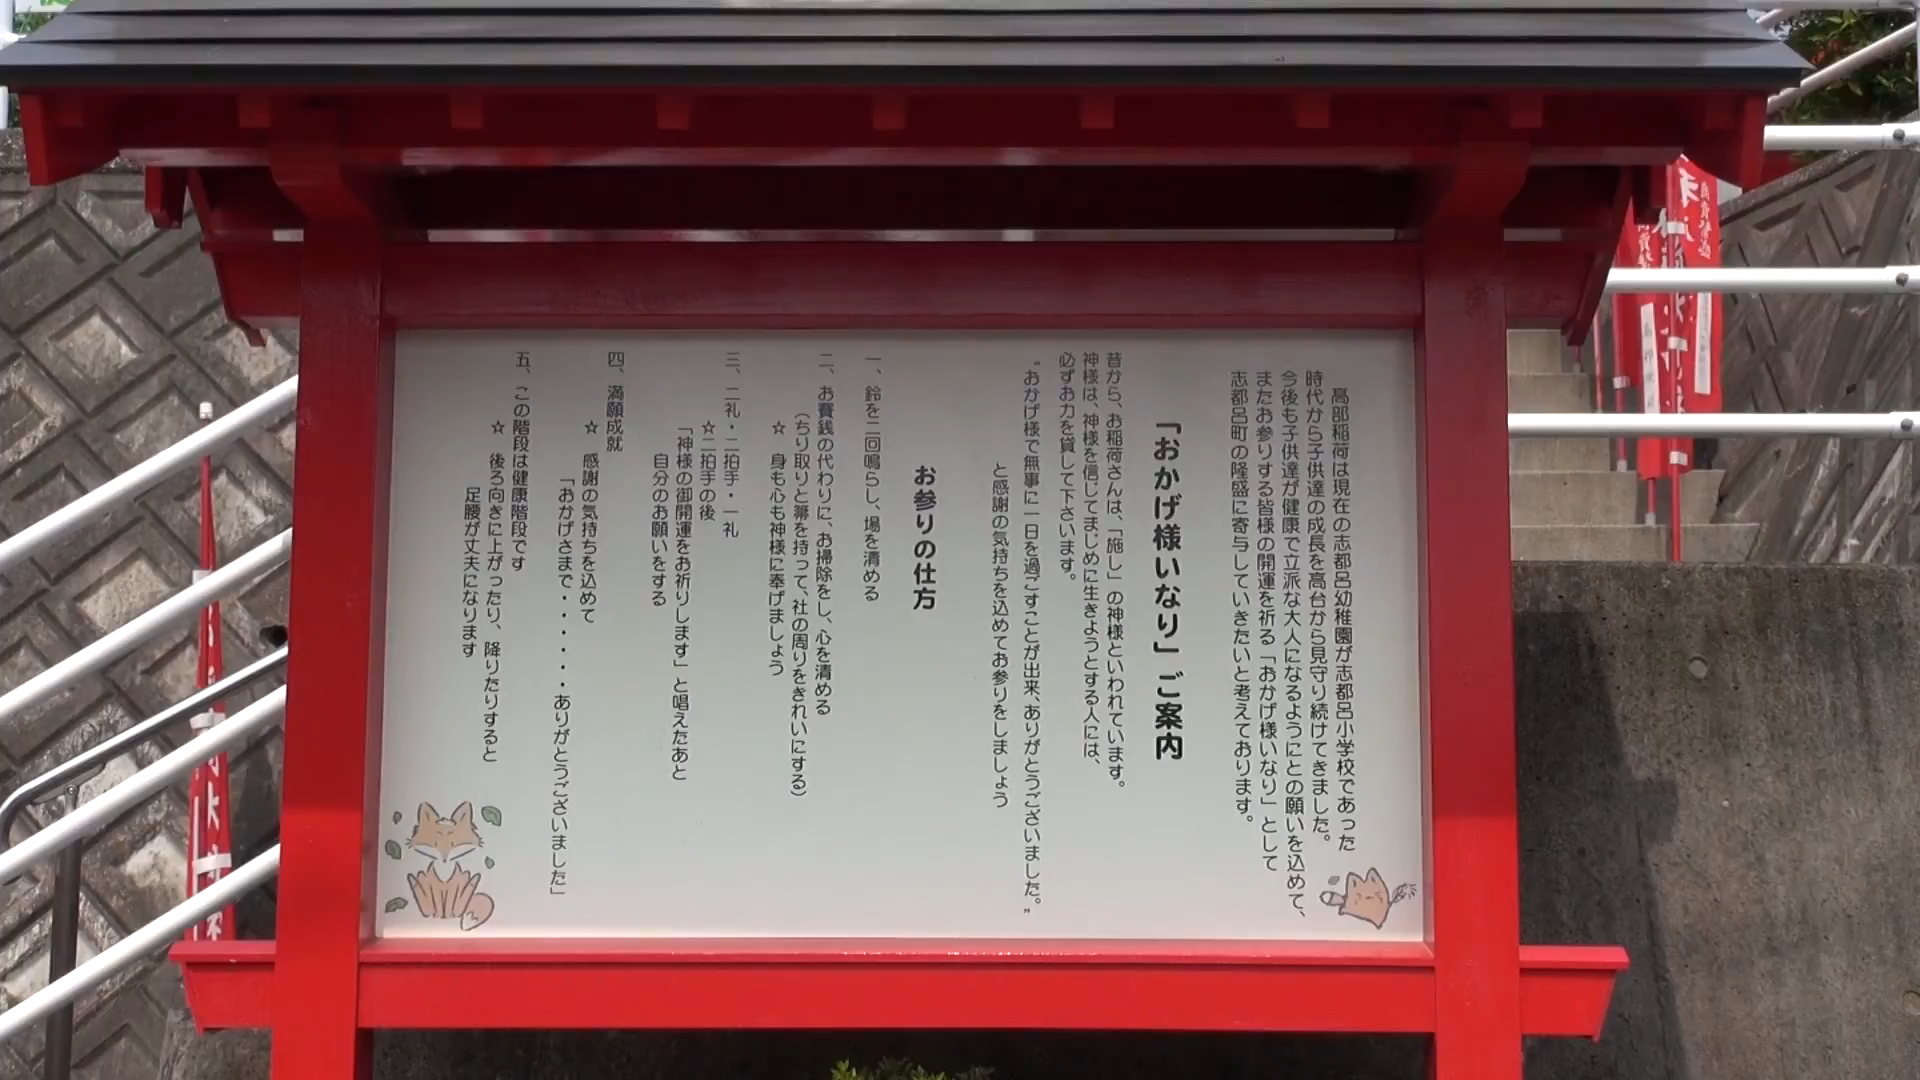 高部稲荷は現在の志都呂幼稚園が志都呂小学校であった
時代から子供達の成長を高台から見守り続けてきました。
今後も子供達が健康で立派な大人になるようにとの願いを込めて、
またお参りする皆様の開運を祈る「おかげ様いなり」として
志都呂町の隆盛に寄与していきたいと考えております。
「おかげ様いなり」ご案内
昔から、お稲荷さんは、「施し」の神様といわれています。
神様は、神様を信じてまじめに生きようとする人には、
必ずお力を貸して下さいます。
"おかげ様で無事に一日を過ごすことが出来、ありがとうございました。"
と感謝の気持ちを込めてお参りをしましょう
お参りの仕方
一、鈴を二回鳴らし、場を清める
二、お賽銭の代わりに、お掃除をし、心を清める
(ちり取りと箒を持って、社の周りをきれいにする)
☆ 身も心も神様に奉げましょう
三、二礼・二拍手・一礼
☆二拍手の後
「神様の御開運をお祈りします」と唱えたあと
自分のお願いをする
四、満願成就
☆ 感謝の気持ちを込めて
「おかげさまで・・・・・・ありがとうございました」
五、この階段は健康階段です
☆ 後ろ向きに上がったり、降りたりすると
足腰が丈夫になります